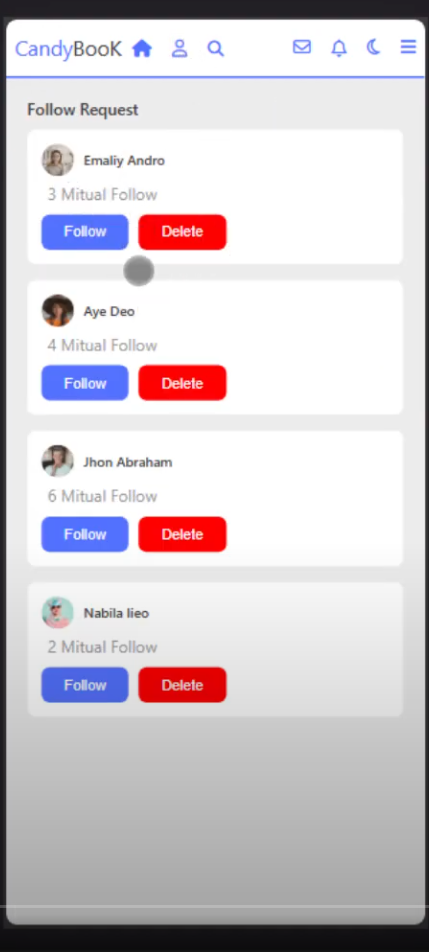 CandyBooK
Follow Request
Emaliy Andro
3 Mitual Follow
Follow Delete
Aye Deo
4 Mitual Follow
Follow Delete
Jhon Abraham
6 Mitual Follow
Follow Delete
Nabila lieo
2 Mitual Follow
Follow Delete